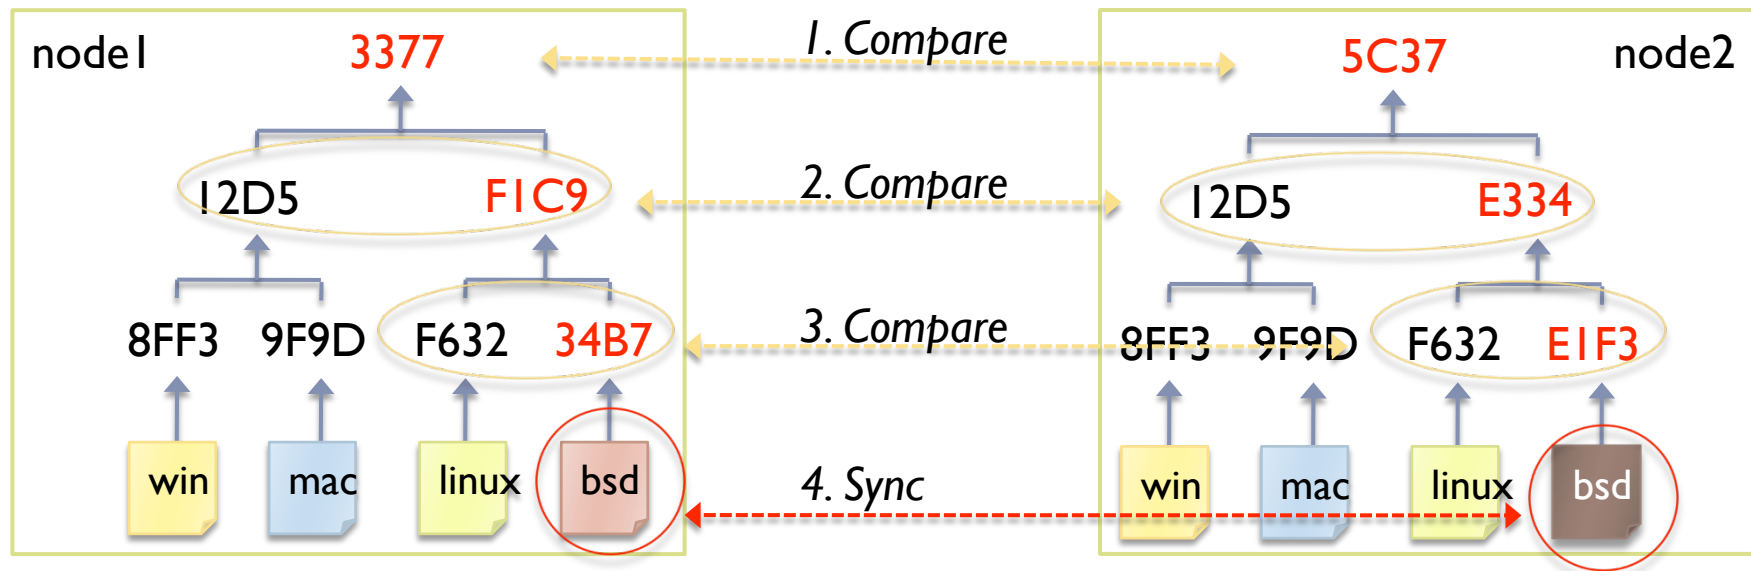 node1 3377 1. Compare 5C37 node2
12D5 F1C9 2. Compare 12D5 E334
8FF3 9F9D F632 34B7 3. Compare 8FF3 9F9D F632 E1F3
win mac linux bsd 4. Sync win mac linux bsd